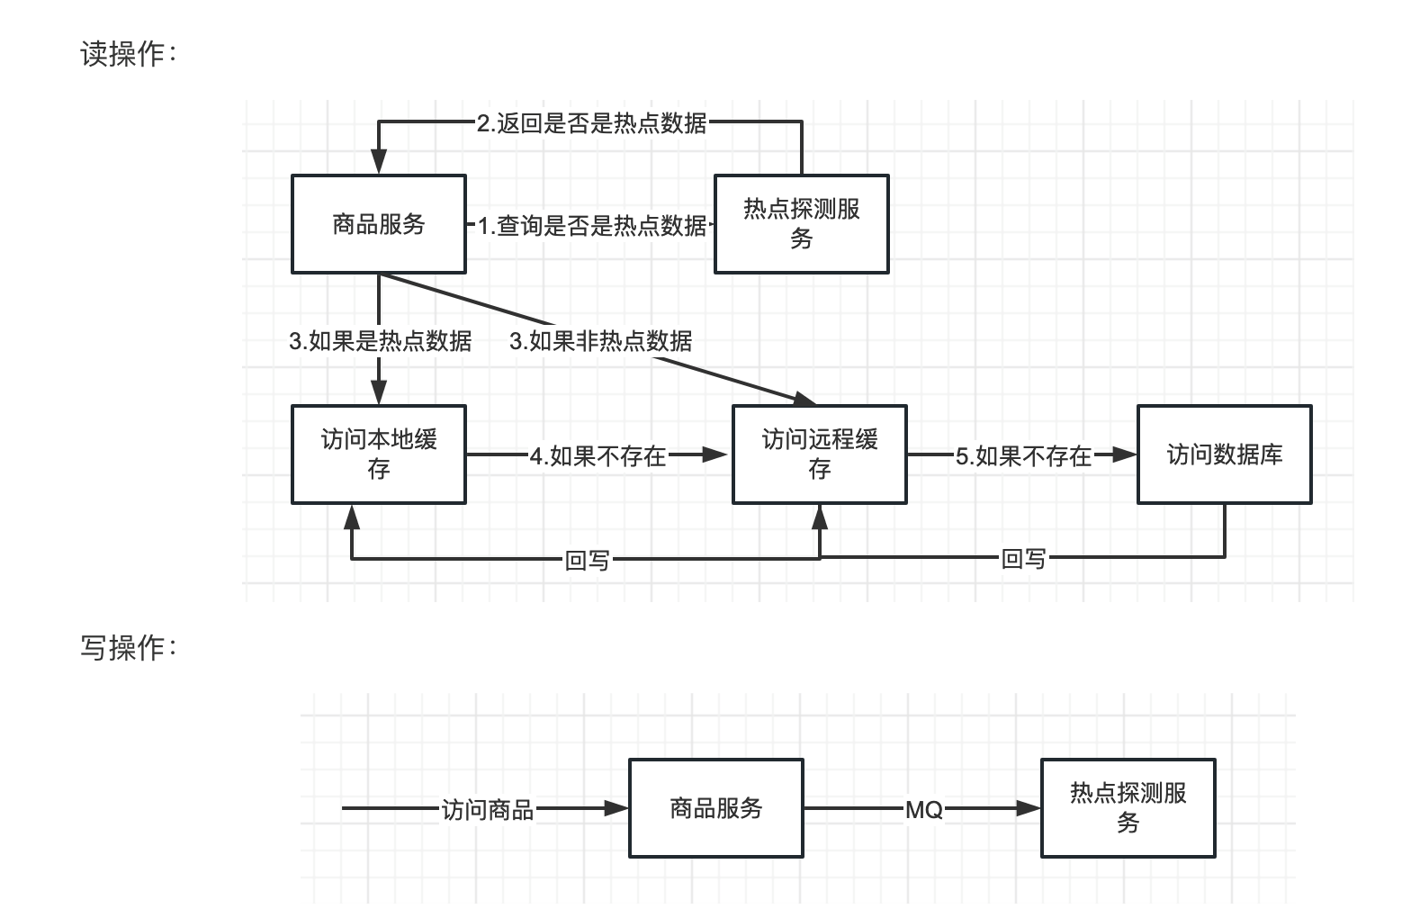 读操作：
2.返回是否是热点数据
商品服务
1.查询是否是热点数据
热点探测服
务
3.如果是热点数据
3.如果非热点数据
访问本地缓
存
4.如果不存在
访问远程缓
存
5.如果不存在
访问数据库
回写
回写
写操作：
访问商品
商品服务
MQ
热点探测服
务